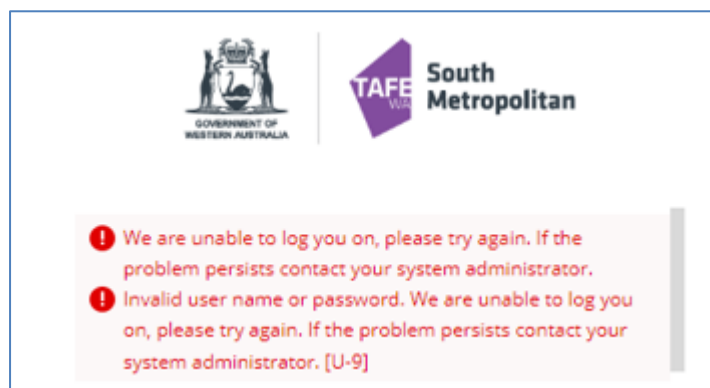 GOVERNMENT OF
WESTERN AUSTRALIA
TAFE
WA
South
Metropolitan
We are unable to log you on, please try again. If the
problem persists contact your system administrator.
Invalid user name or password. We are unable to log you
on, please try again. If the problem persists contact your
system administrator. [U-9]